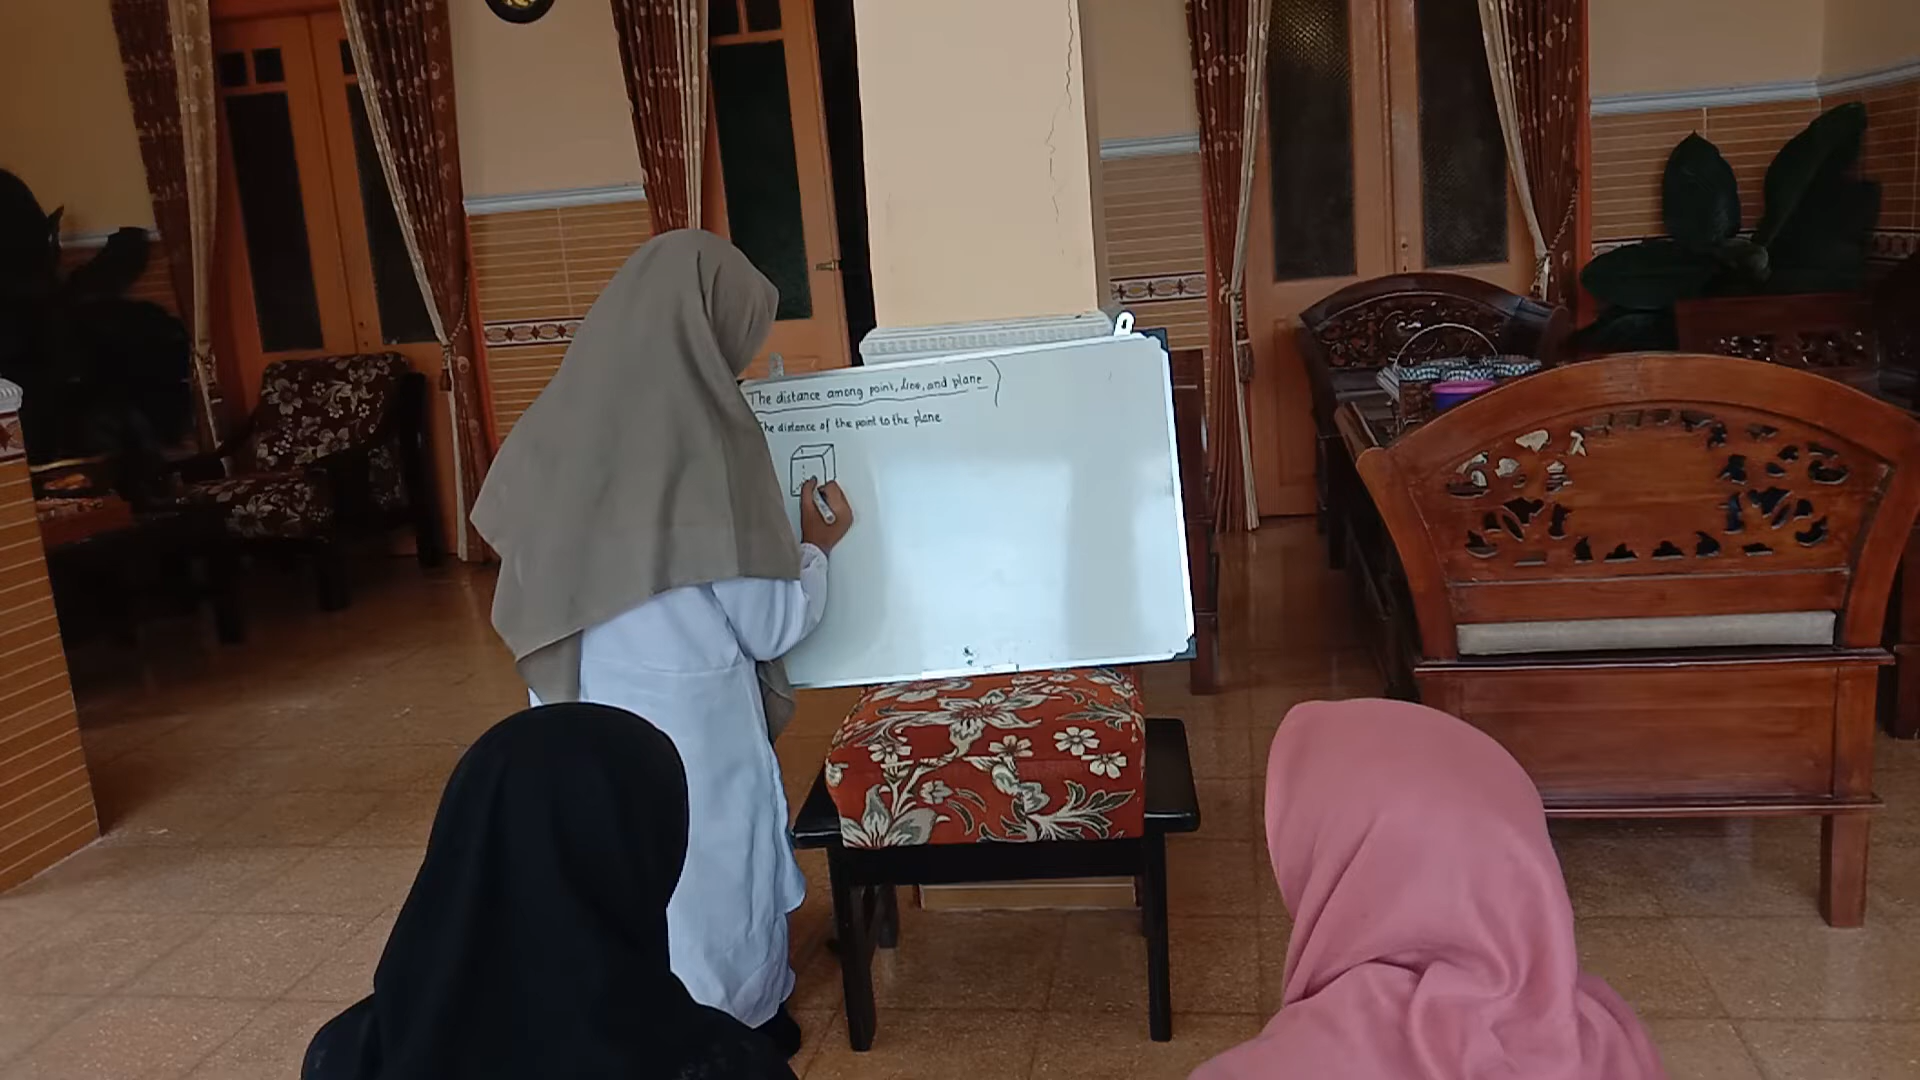 The distance among point, line, and plane
The distance of the point to the plane